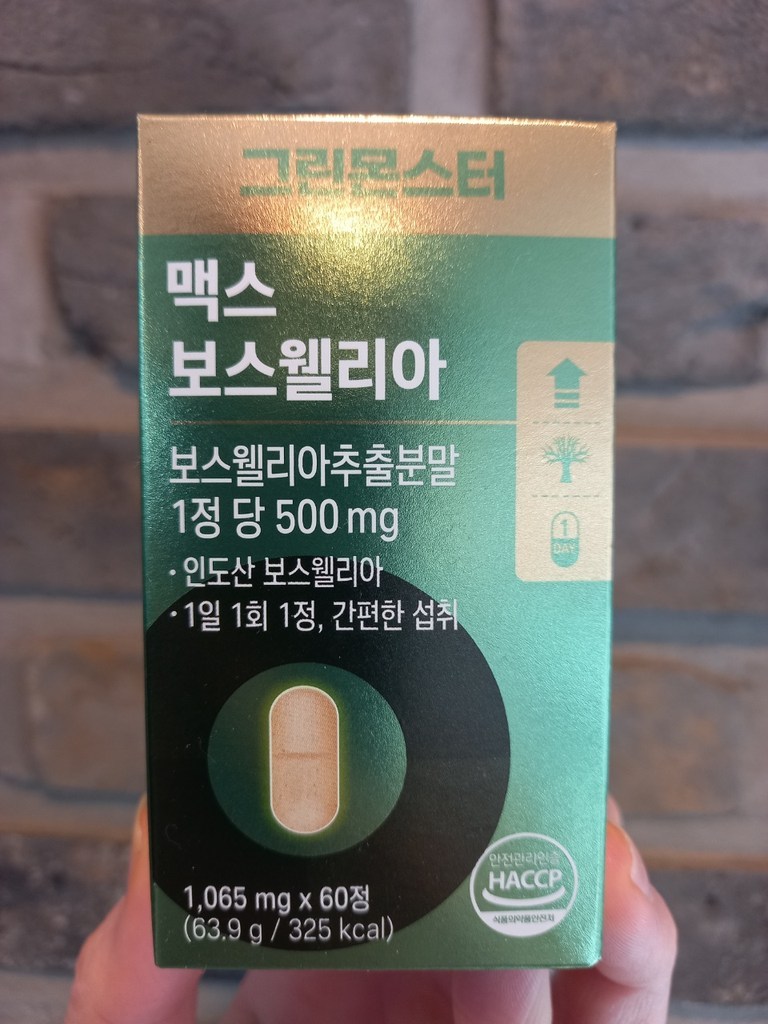 그린몬스터
맥스
보스웰리아
보스웰리아추출분말
1정 당 500 mg
· 인도산 보스웰리아
· 1일 1회 1정, 간편한 섭취
1
DAY
1,065 mg x 60정
(63.9 g / 325 kcal)
안전관리인증
HACCP
식품의약품안전처